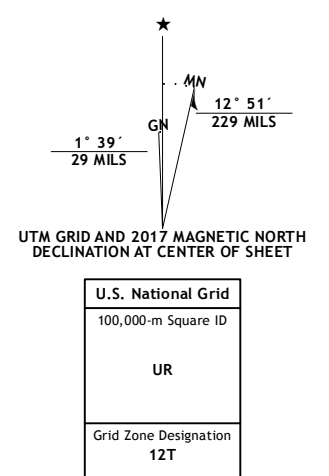 MN
GN
12° 51´
229 MILS
1° 39´
29 MILS
UTM GRID AND 2017 MAGNETIC NORTH
DECLINATION AT CENTER OF SHEET
U.S. National Grid
100,000-m Square ID
UR
Grid Zone Designation
12T